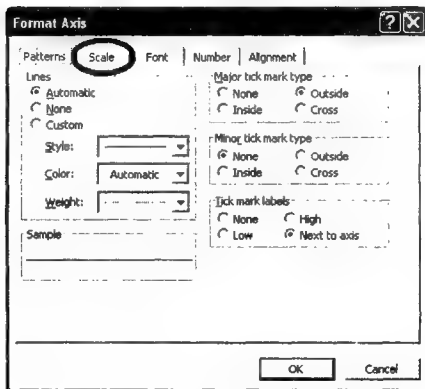 Format Axis
Patterns Scale Font Number Alignment
Lines
Automatic
None
Custom
Style:
Color: Automatic
Weight:
Sample
Major tick mark type
None Outside
Inside Cross
Minor tick mark type
None Outside
Inside Cross
Tick mark labels
None High
Low Next to axis
OK Cancel